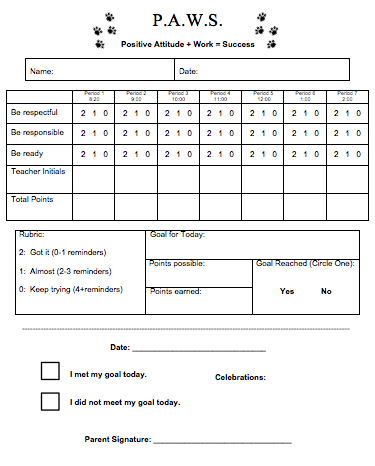 P.A.W.S.
Positive Attitude + Work = Success
Name: Date:
Period 1 Period 2 Period 3 Period 4 Period 5 Period 6 Period 7
8:20 9:00 10:00 11:00 12:00 1:00 2:00
Be respectful 2 1 0 2 1 0 2 1 0 2 1 0 2 1 0 2 1 0 2 1 0
Be responsible 2 1 0 2 1 0 2 1 0 2 1 0 2 1 0 2 1 0 2 1 0
Be ready 2 1 0 2 1 0 2 1 0 2 1 0 2 1 0 2 1 0 2 1 0
Teacher Initials
Total Points
Rubric:
2: Got it (0-1 reminders)
1: Almost (2-3 reminders)
0: Keep trying (4+reminders)
Goal for Today:
Points possible:
Points earned:
Goal Reached (Circle One):
Yes No
Date:
I met my goal today.
Celebrations:
I did not meet my goal today.
Parent Signature: